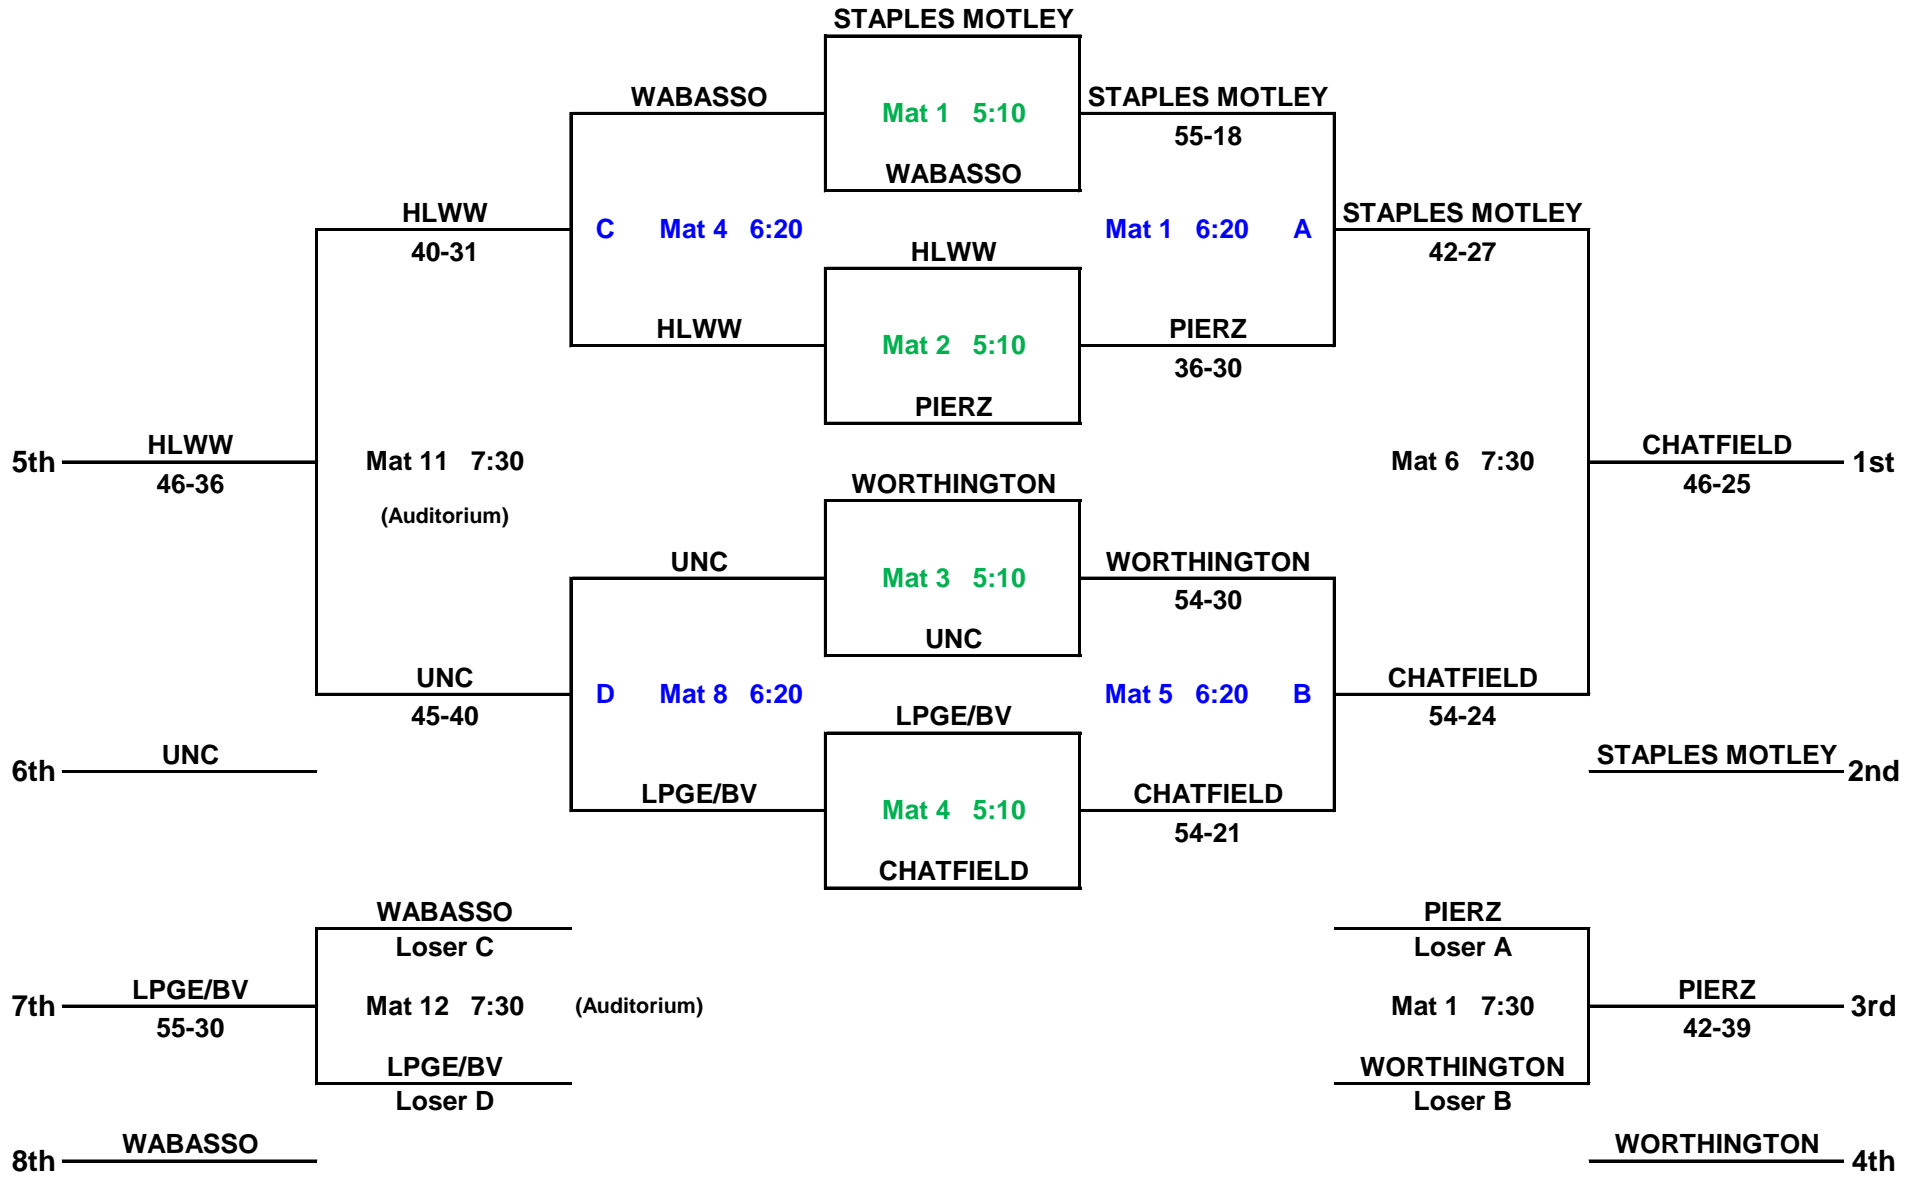 STAPLES MOTLEY
WABASSO
Mat 1 5:10
STAPLES MOTLEY
55-18
WABASSO
HLWW
40-31
C Mat 4 6:20
Mat 1 6:20 A
STAPLES MOTLEY
42-27
HLWW
HLWW
Mat 2 5:10
PIERZ
36-30
PIERZ
5th
HLWW
46-36
Mat 11 7:30
(Auditorium)
Mat 6 7:30
CHATFIELD
46-25
1st
WORTHINGTON
UNC
Mat 3 5:10
WORTHINGTON
54-30
UNC
UNC
45-40
D Mat 8 6:20
Mat 5 6:20 B
CHATFIELD
54-24
LPGE/BV
6th
UNC
STAPLES MOTLEY
2nd
LPGE/BV
Mat 4 5:10
CHATFIELD
54-21
CHATFIELD
WABASSO
Loser C
PIERZ
Loser A
7th
LPGE/BV
55-30
Mat 12 7:30
(Auditorium)
Mat 1 7:30
PIERZ
42-39
3rd
LPGE/BV
Loser D
WORTHINGTON
Loser B
8th
WABASSO
WORTHINGTON
4th